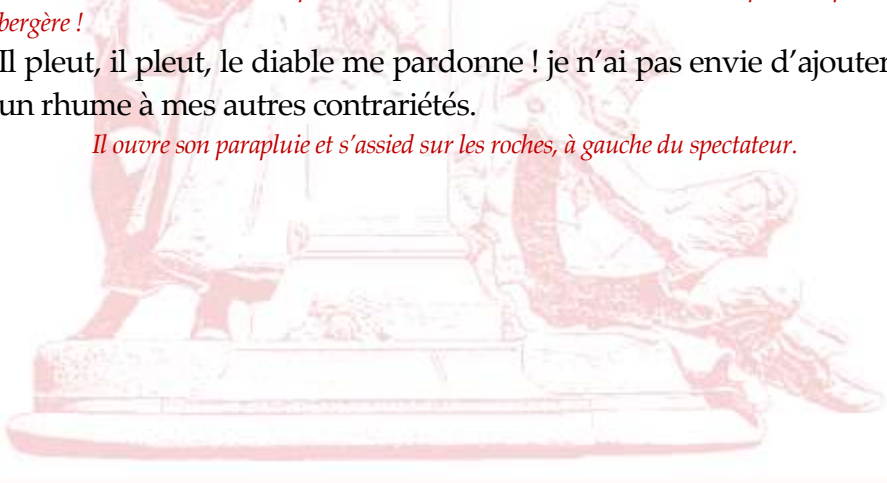 bergère !
Il pleut, il pleut, le diable me pardonne ! je n’ai pas envie d’ajouter
un rhume à mes autres contrariétés.
Il ouvre son parapluie et s’assied sur les roches, à gauche du spectateur.